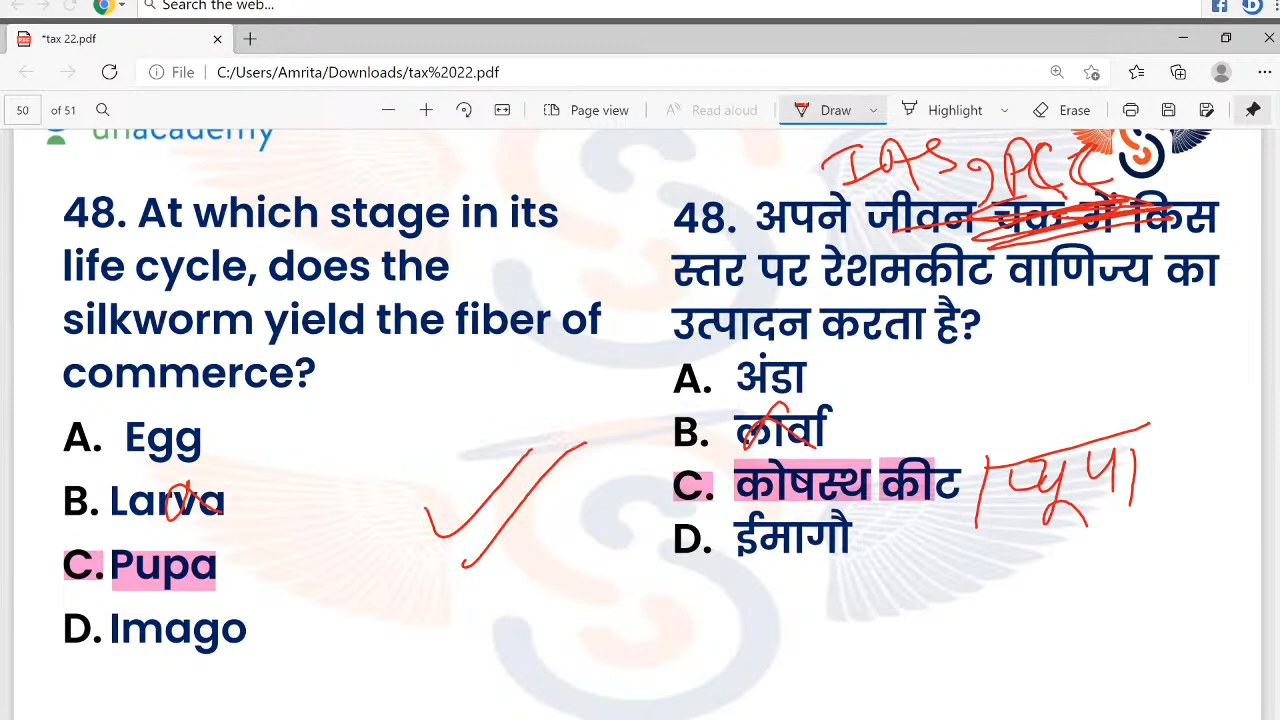 Search the web...
*tax 22.pdf
File C:/Users/Amrita/Downloads/tax%2022.pdf
50 of 51 Page view Read aloud Draw Highlight Erase
unacademy
IAS, PCC
48. At which stage in its
life cycle, does the
silkworm yield the fiber of
commerce?
A. Egg
B. Larva
C. Pupa
D. Imago
48. अपने जीवन चक्र में किस
स्तर पर रेशमकीट वाणिज्य का
उत्पादन करता है?
A. अंडा
B. लार्वा
C. कोषस्थ कीट
प्यूपा
D. ईमागौ